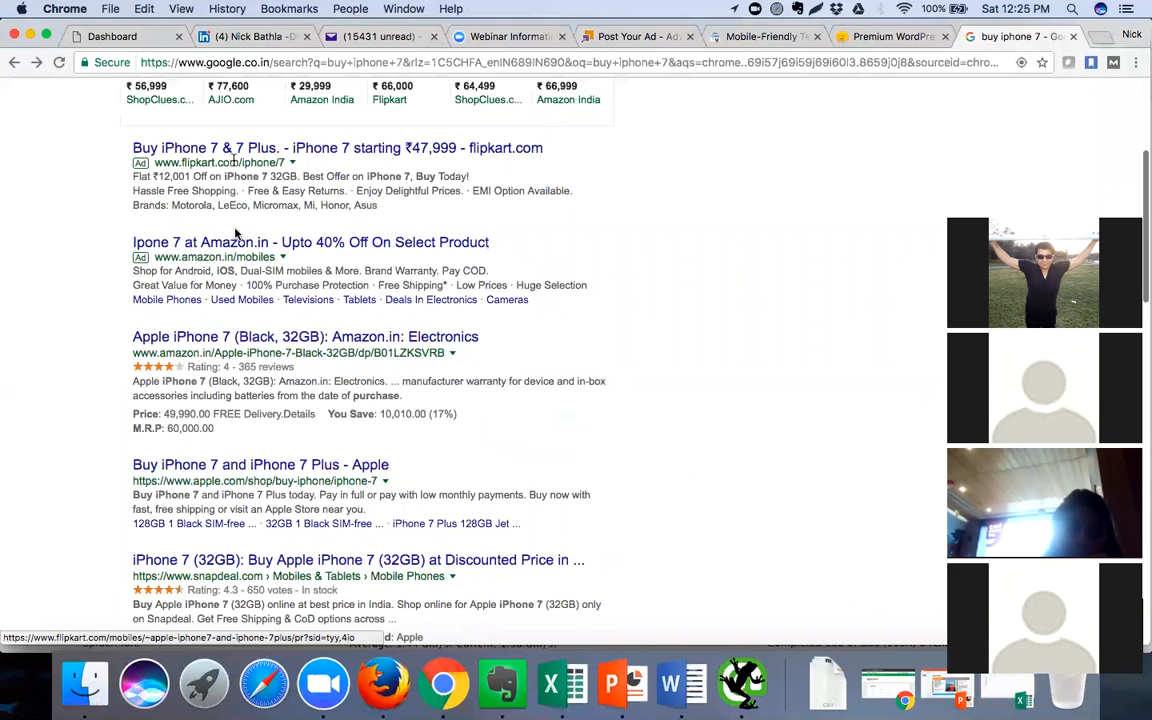 Chrome File Edit View History Bookmarks People Window Help 100% Sat 12:25 PM
Dashboard (4) Nick Bathla -Di (15431 unread) - Webinar Informati Post Your Ad - Adv Mobile-Friendly Te Premium WordPre buy iphone 7 - Go Nick
Secure https://www.google.co.in/search?q=buy+iphone+7&rlz=1C5CHFA_enIN689IN690&oq=buy+iphone+7&aqs=chrome..69i57j69i59j69i60l3.8659j0j8&sourceid=chro...
₹ 56,999 ₹ 77,600 ₹ 29,999 ₹ 66,000 ₹ 64,499 ₹ 66,999
ShopClues.c... AJIO.com Amazon India Flipkart ShopClues.c... Amazon India
Buy iPhone 7 & 7 Plus. - iPhone 7 starting ₹47,999 - flipkart.com
Ad www.flipkart.com/iphone/7
Flat ₹12,001 Off on iPhone 7 32GB. Best Offer on iPhone 7, Buy Today!
Hassle Free Shopping. · Free & Easy Returns. · Enjoy Delightful Prices. · EMI Option Available.
Brands: Motorola, LeEco, Micromax, Mi, Honor, Asus
Ipone 7 at Amazon.in - Upto 40% Off On Select Product
Ad www.amazon.in/mobiles
Shop for Android, iOS, Dual-SIM mobiles & More. Brand Warranty. Pay COD.
Great Value for Money · 100% Purchase Protection · Free Shipping* · Low Prices · Huge Selection
Mobile Phones · Used Mobiles · Televisions · Tablets · Deals In Electronics · Cameras
Apple iPhone 7 (Black, 32GB): Amazon.in: Electronics
www.amazon.in/Apple-iPhone-7-Black-32GB/dp/B01LZKSVRB
Rating: 4 - 365 reviews
Apple iPhone 7 (Black, 32GB): Amazon.in: Electronics. ... manufacturer warranty for device and in-box
accessories including batteries from the date of purchase.
Price: 49,990.00 FREE Delivery.Details You Save: 10,010.00 (17%)
M.R.P: 60,000.00
Buy iPhone 7 and iPhone 7 Plus - Apple
https://www.apple.com/shop/buy-iphone/iphone-7
Buy iPhone 7 and iPhone 7 Plus today. Pay in full or pay with low monthly payments. Buy now with
fast, free shipping or visit an Apple Store near you.
128GB 1 Black SIM-free ... · 32GB 1 Black SIM-free ... · iPhone 7 Plus 128GB Jet ...
iPhone 7 (32GB): Buy Apple iPhone 7 (32GB) at Discounted Price in ...
https://www.snapdeal.com › Mobiles & Tablets › Mobile Phones
Rating: 4.3 - 650 votes - In stock
Buy Apple iPhone 7 (32GB) online at best price in India. Shop online for Apple iPhone 7 (32GB) only
on Snapdeal. Get Free Shipping & CoD options across ...
https://www.flipkart.com/mobiles/~apple-iphone7-and-iphone-7plus/pr?sid=tyy,4io d: Apple